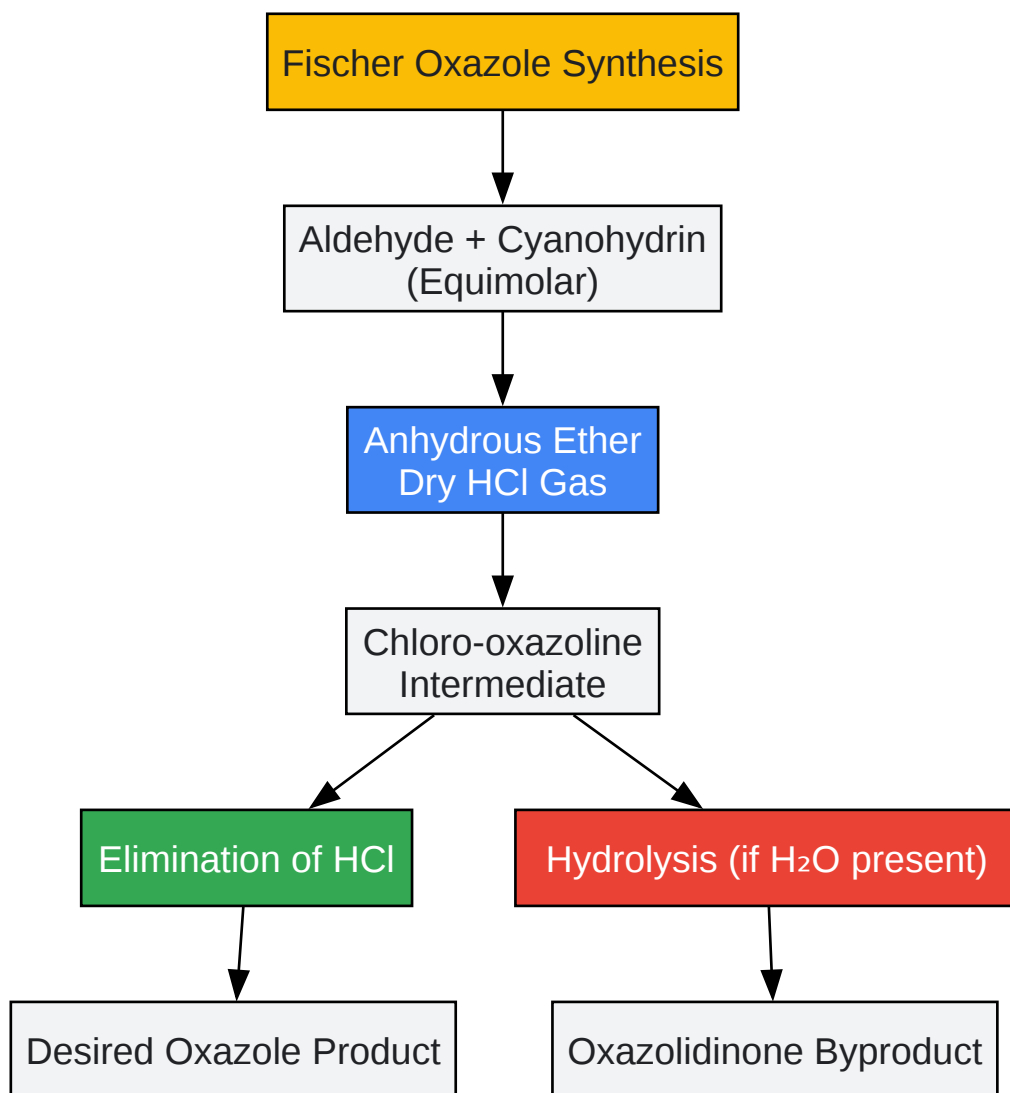 Fischer Oxazole Synthesis
Aldehyde + Cyanohydrin
(Equimolar)
Anhydrous Ether
Dry HCl Gas
Chloro-oxazoline
Intermediate
Elimination of HCl
Hydrolysis (if H₂O present)
Desired Oxazole Product
Oxazolidinone Byproduct